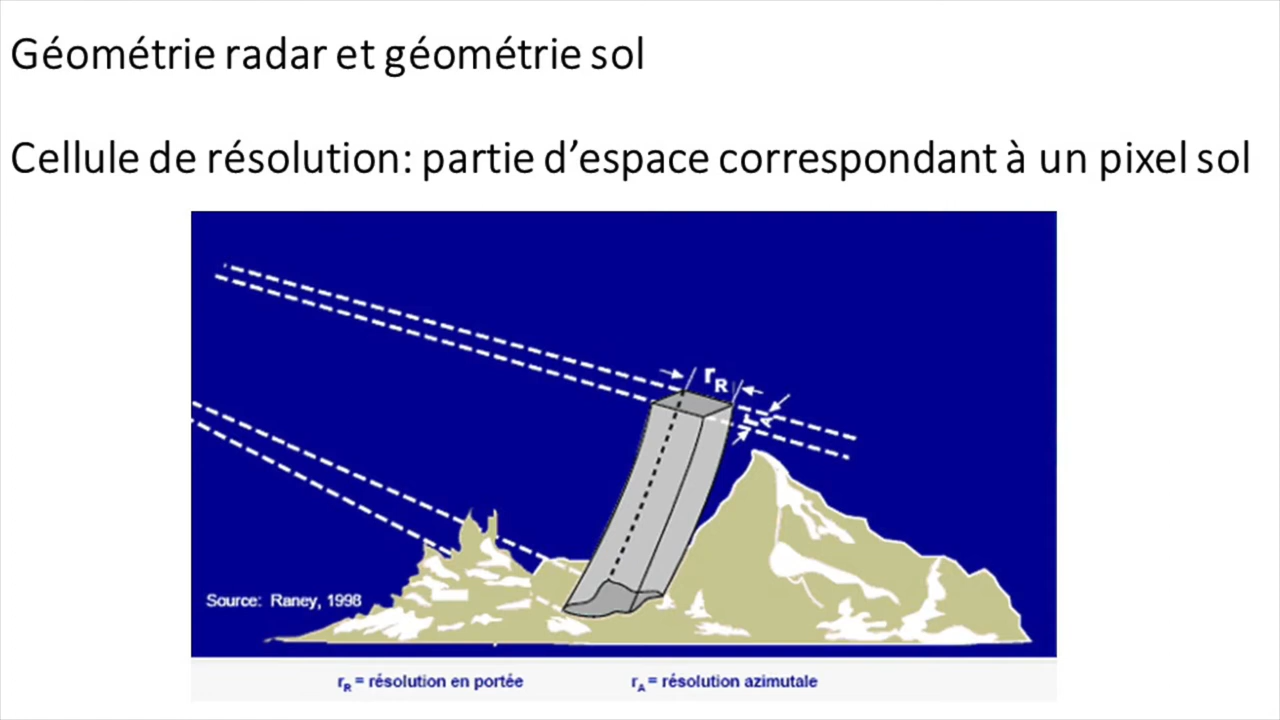 Géométrie radar et géométrie sol
Cellule de résolution: partie d’espace correspondant à un pixel sol
rR
rA
Source: Raney, 1998
rR = résolution en portée
rA = résolution azimutale